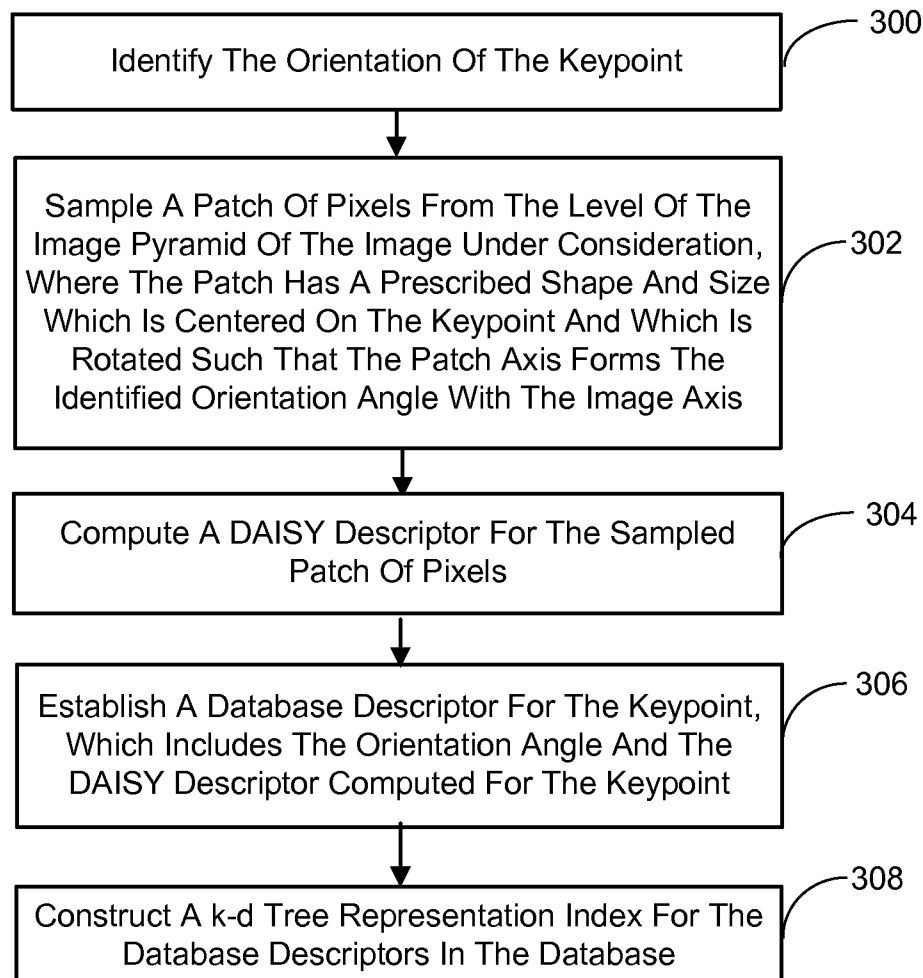 300
Identify The Orientation Of The Keypoint
Sample A Patch Of Pixels From The Level Of The
Image Pyramid Of The Image Under Consideration,
Where The Patch Has A Prescribed Shape And Size
Which Is Centered On The Keypoint And Which Is
Rotated Such That The Patch Axis Forms The
Identified Orientation Angle With The Image Axis
302
Compute A DAISY Descriptor For The Sampled
Patch Of Pixels
304
Establish A Database Descriptor For The Keypoint,
Which Includes The Orientation Angle And The
DAISY Descriptor Computed For The Keypoint
306
Construct A k-d Tree Representation Index For The
Database Descriptors In The Database
308